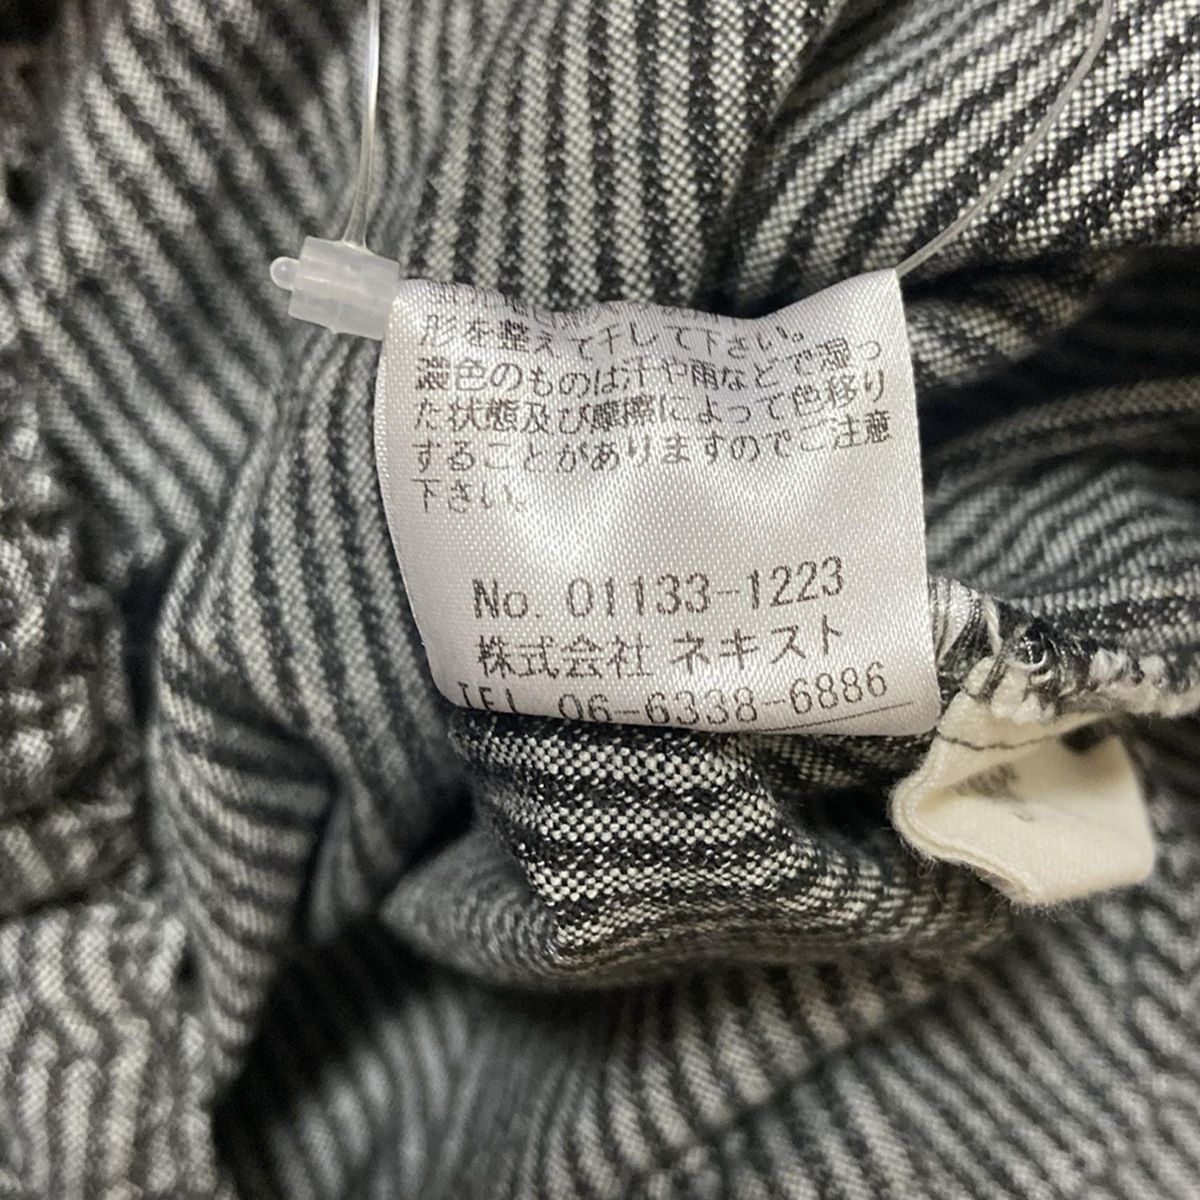 形を整えて干して下さい。
濃色のものは汗や雨などで湿っ
た状態及び摩擦によって色移り
することがありますのでご注意
下さい。
No. 01133-1223
株式会社 ネキスト
TEL 06-6338-6886